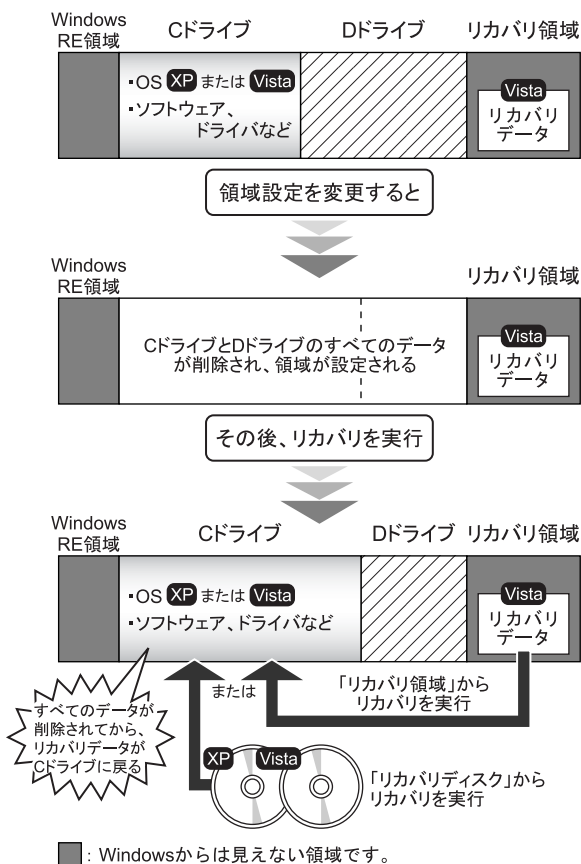 Windows
RE領域
Cドライブ
Dドライブ
リカバリ領域
▪OS XP または Vista
▪ソフトウェア、
ドライバなど
Vista
リカバリ
データ
領域設定を変更すると
Windows
RE領域
リカバリ領域
CドライブとDドライブのすべてのデータ
が削除され、領域が設定される
Vista
リカバリ
データ
その後、リカバリを実行
Windows
RE領域
Cドライブ
Dドライブ
リカバリ領域
▪OS XP または Vista
▪ソフトウェア、ドライバなど
Vista
リカバリ
データ
すべてのデータが
削除されてから、
リカバリデータが
Cドライブに戻る
または
「リカバリ領域」から
リカバリを実行
XP
Vista
「リカバリディスク」から
リカバリを実行
：Windowsからは見えない領域です。